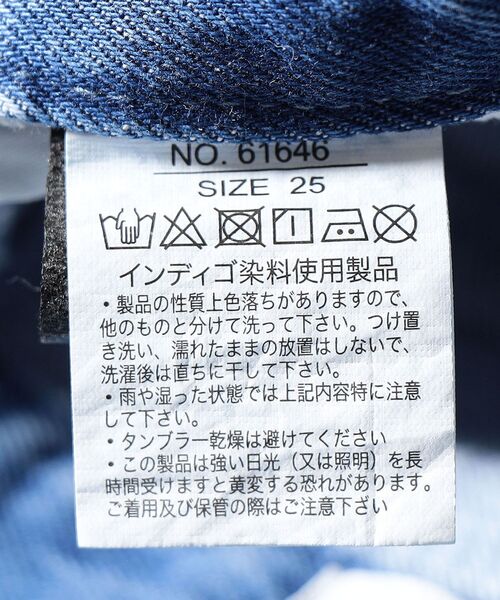 NO. 61646
SIZE 25
インディゴ染料使用製品
・製品の性質上色落ちがありますので、
他のものと分けて洗って下さい。つけ置
き洗い、濡れたままの放置はしないで、
洗濯後は直ちに干して下さい。
・雨や湿った状態では上記内容特に注意
して下さい。
・タンブラー乾燥は避けてください
・この製品は強い日光（又は照明）を長
時間受けますと黄変する恐れがあります。
ご着用及び保管の際はご注意下さい